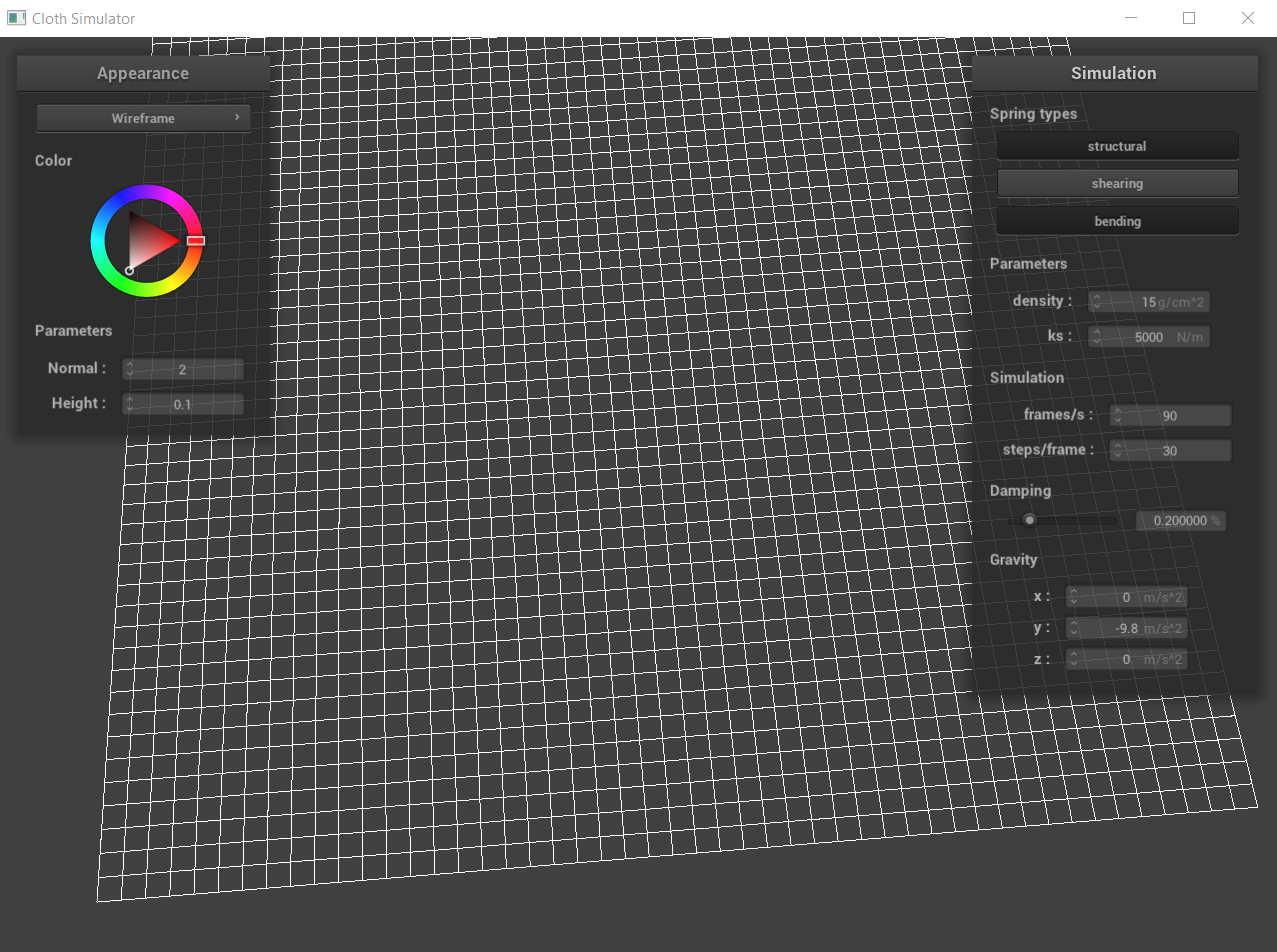 Cloth Simulator
Appearance
Wireframe ›
Color
Parameters
Normal : 2
Height : 0.1
Simulation
Spring types
structural
shearing
bending
Parameters
density : 15 g/cm^2
ks : 5000 N/m
Simulation
frames/s : 90
steps/frame : 30
Damping
0.200000 %
Gravity
x : 0 m/s^2
y : -9.8 m/s^2
z : 0 m/s^2